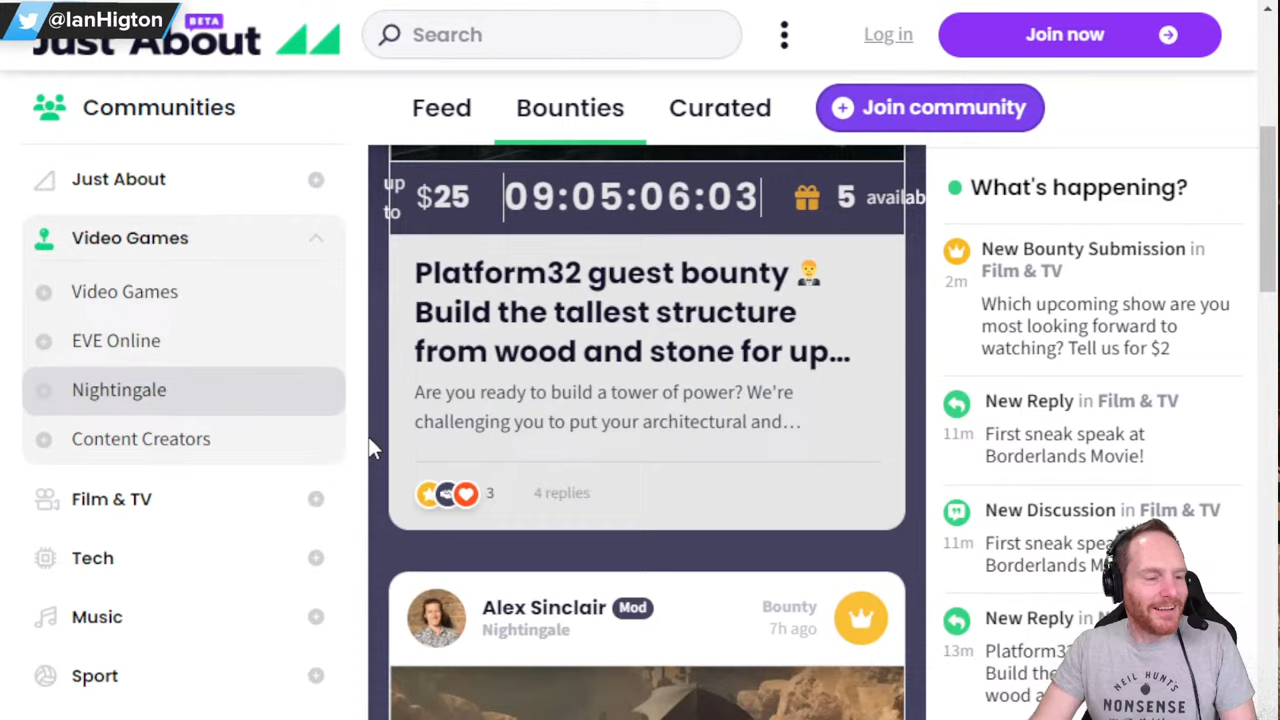 @IanHigton
BETA
Just About
Search
Log in
Join now
Communities
Feed
Bounties
Curated
Join community
Just About
Video Games
Video Games
EVE Online
Nightingale
Content Creators
Film & TV
Tech
Music
Sport
up to
$25
09:05:06:03
5 availab
Platform32 guest bounty
Build the tallest structure
from wood and stone for up...
Are you ready to build a tower of power? We're
challenging you to put your architectural and...
3
4 replies
Alex Sinclair Mod
Nightingale
Bounty
7h ago
What's happening?
New Bounty Submission in
Film & TV
2m
Which upcoming show are you
most looking forward to
watching? Tell us for $2
New Reply in Film & TV
11m
First sneak speak at
Borderlands Movie!
New Discussion in Film & TV
11m
First sneak spe
Borderlands M
New Reply in N
13m
Platform3
Build the
wood a
NEIL HUNT'S
NONSENSE